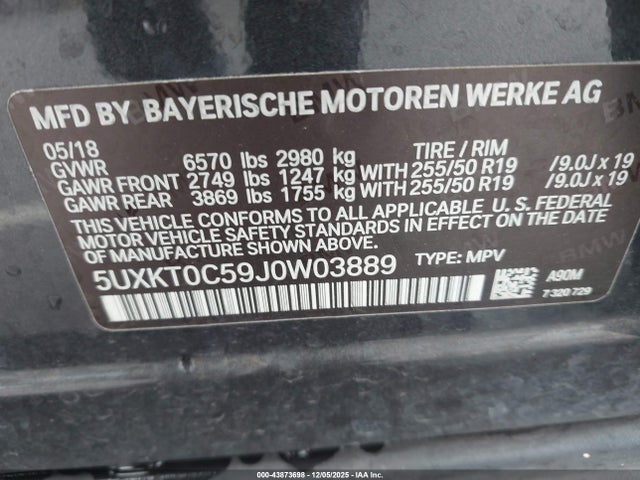 MFD BY BAYERISCHE MOTOREN WERKE AG
05/18
GVWR 6570 lbs 2980 kg TIRE / RIM
GAWR FRONT 2749 lbs 1247 kg WITH 255/50 R19 /9.0J x 19
GAWR REAR 3869 lbs 1755 kg WITH 255/50 R19 /9.0J x 19
THIS VEHICLE CONFORMS TO ALL APPLICABLE U. S. FEDERAL
MOTOR VEHICLE SAFETY STANDARDS IN EFFECT ON THE DATE
OF MANUFACTURE SHOWN ABOVE.
5UXKT0C59J0W03889 TYPE: MPV
A90M
7 320 729
000-43873698 - 12/05/2025 - IAA Inc.